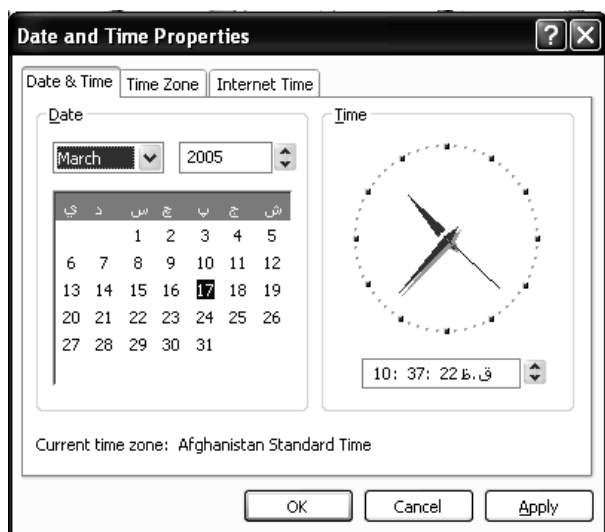 Date and Time Properties
Date & Time Time Zone Internet Time
Date
March 2005
ي د س چ پ ج ش
1 2 3 4 5
6 7 8 9 10 11 12
13 14 15 16 17 18 19
20 21 22 23 24 25 26
27 28 29 30 31
Time
10: 37: 22 ق.ظ
Current time zone: Afghanistan Standard Time
OK Cancel Apply